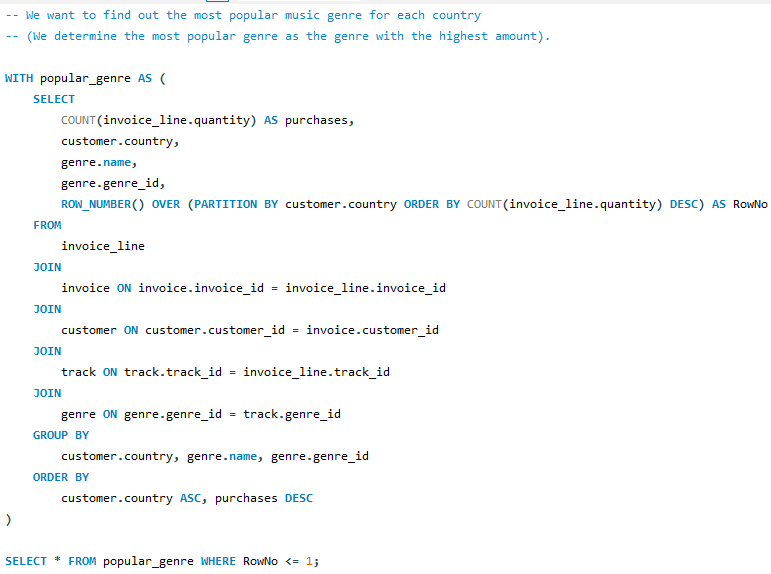 -- We want to find out the most popular music genre for each country
-- (We determine the most popular genre as the genre with the highest amount).
WITH popular_genre AS (
SELECT
COUNT(invoice_line.quantity) AS purchases,
customer.country,
genre.name,
genre.genre_id,
ROW_NUMBER() OVER (PARTITION BY customer.country ORDER BY COUNT(invoice_line.quantity) DESC) AS RowNo
FROM
invoice_line
JOIN
invoice ON invoice.invoice_id = invoice_line.invoice_id
JOIN
customer ON customer.customer_id = invoice.customer_id
JOIN
track ON track.track_id = invoice_line.track_id
JOIN
genre ON genre.genre_id = track.genre_id
GROUP BY
customer.country, genre.name, genre.genre_id
ORDER BY
customer.country ASC, purchases DESC
)
SELECT * FROM popular_genre WHERE RowNo <= 1;